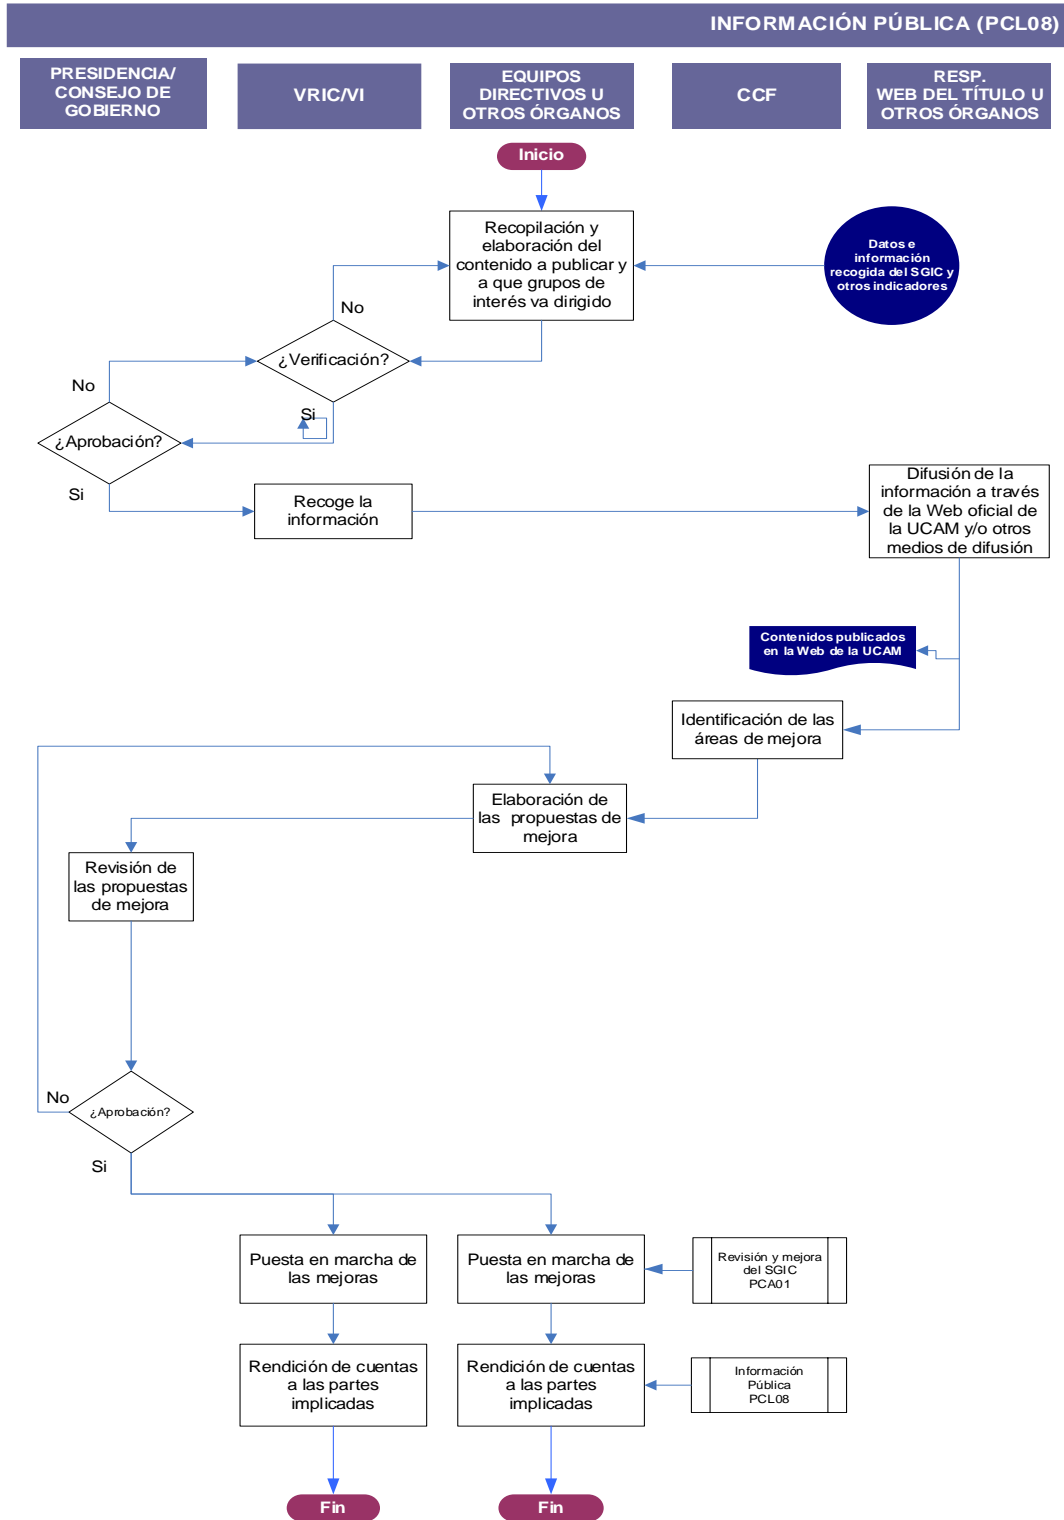 INFORMACIÓN PÚBLICA (PCL08)
PRESIDENCIA/
CONSEJO DE
GOBIERNO
VRIC/VI
EQUIPOS
DIRECTIVOS U
OTROS ÓRGANOS
CCF
RESP.
WEB DEL TÍTULO U
OTROS ÓRGANOS
Inicio
Recopilación y
elaboración del
contenido a publicar y
a que grupos de
interés va dirigido
Datos e
información
recogida del SGIC y
otros indicadores
No
¿Verificación?
Si
No
¿Aprobación?
Si
Recoge la
información
Difusión de la
información a través
de la Web oficial de
la UCAM y/o otros
medios de difusión
Contenidos publicados
en la Web de la UCAM
Identificación de las
áreas de mejora
Elaboración de
las propuestas de
mejora
Revisión de
las propuestas
de mejora
No
¿Aprobación?
Si
Puesta en marcha de
las mejoras
Puesta en marcha de
las mejoras
Revisión y mejora
del SGIC
PCA01
Rendición de cuentas
a las partes
implicadas
Rendición de cuentas
a las partes
implicadas
Información
Pública
PCL08
Fin
Fin